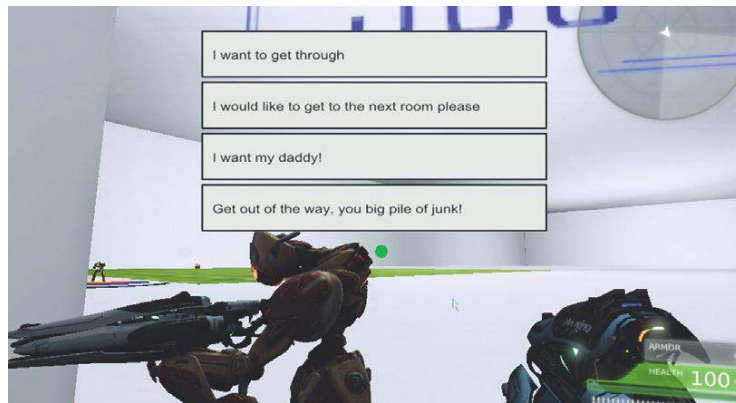 I want to get through
I would like to get to the next room please
I want my daddy!
Get out of the way, you big pile of junk!
ARMOR
HEALTH 100